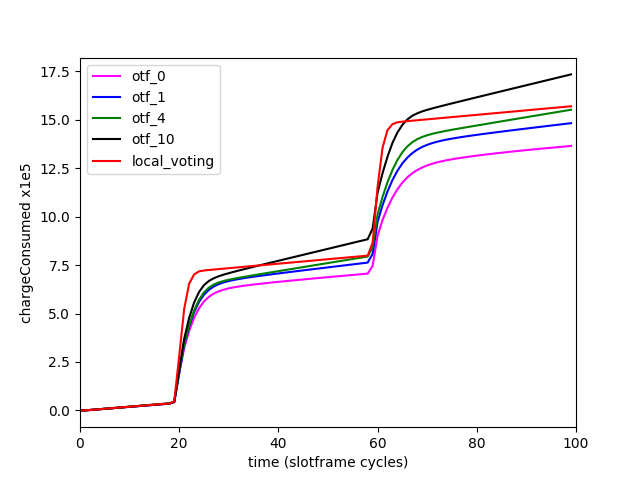 17.5
15.0
12.5
10.0
7.5
5.0
2.5
0.0
chargeConsumed x1e5
otf_0
otf_1
otf_4
otf_10
local_voting
0 20 40 60 80 100
time (slotframe cycles)